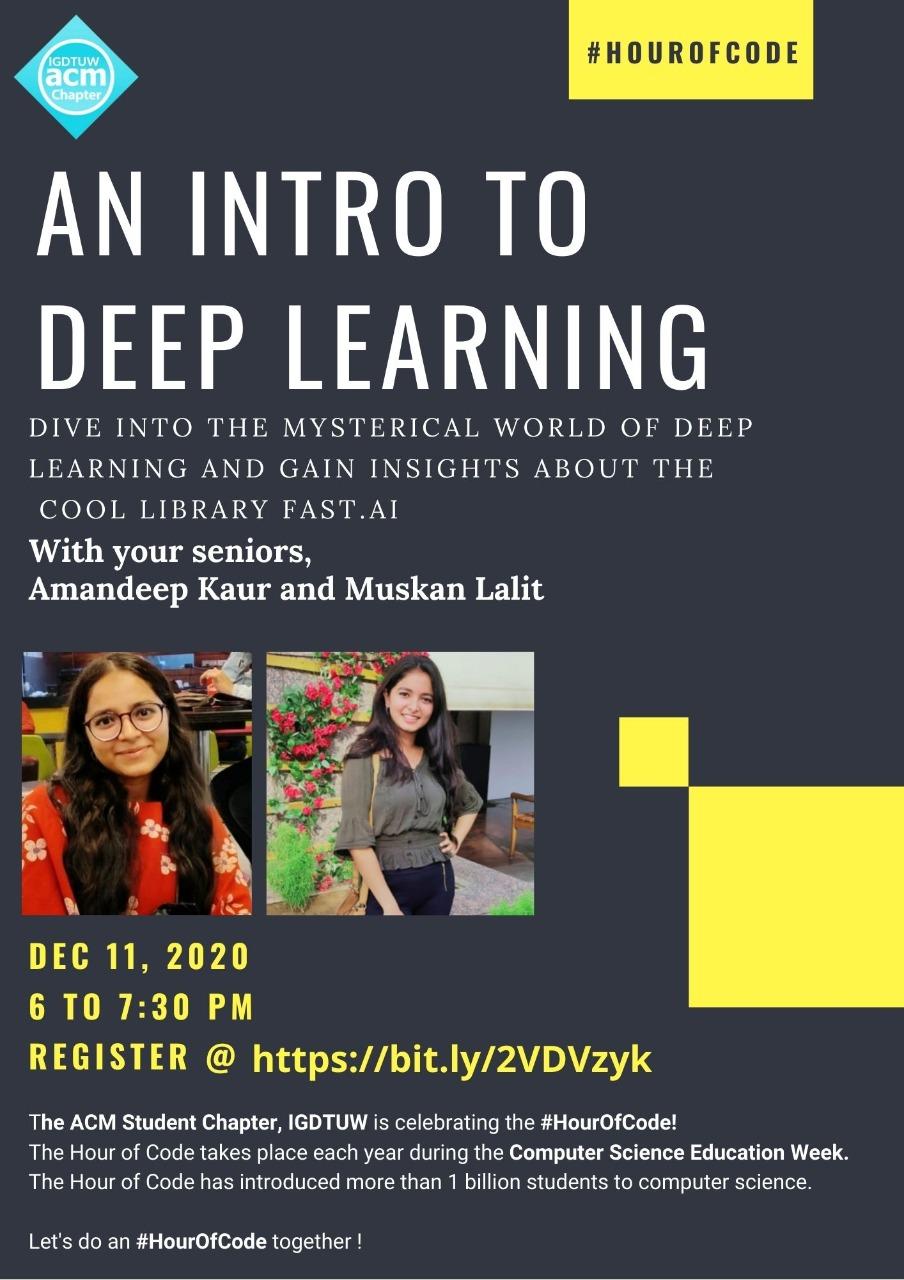 IGDTUW
acm
Chapter
#HOUROFCODE
AN INTRO TO
DEEP LEARNING
DIVE INTO THE MYSTERICAL WORLD OF DEEP
LEARNING AND GAIN INSIGHTS ABOUT THE
COOL LIBRARY FAST.AI
With your seniors,
Amandeep Kaur and Muskan Lalit
DEC 11, 2020
6 TO 7:30 PM
REGISTER @ https://bit.ly/2VDVzyk
The ACM Student Chapter, IGDTUW is celebrating the #HourOfCode!
The Hour of Code takes place each year during the Computer Science Education Week.
The Hour of Code has introduced more than 1 billion students to computer science.
Let's do an #HourOfCode together !